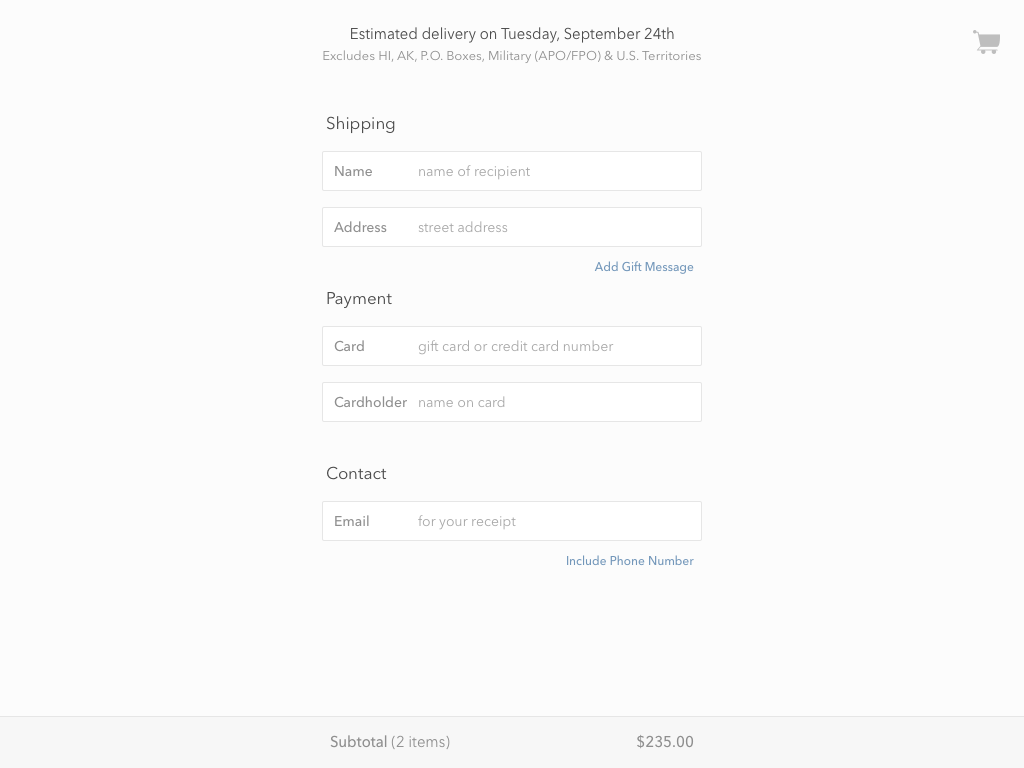 Estimated delivery on Tuesday, September 24th
Excludes HI, AK, P.O. Boxes, Military (APO/FPO) & U.S. Territories
Shipping
Name name of recipient
Address street address
Add Gift Message
Payment
Card gift card or credit card number
Cardholder name on card
Contact
Email for your receipt
Include Phone Number
Subtotal (2 items) $235.00